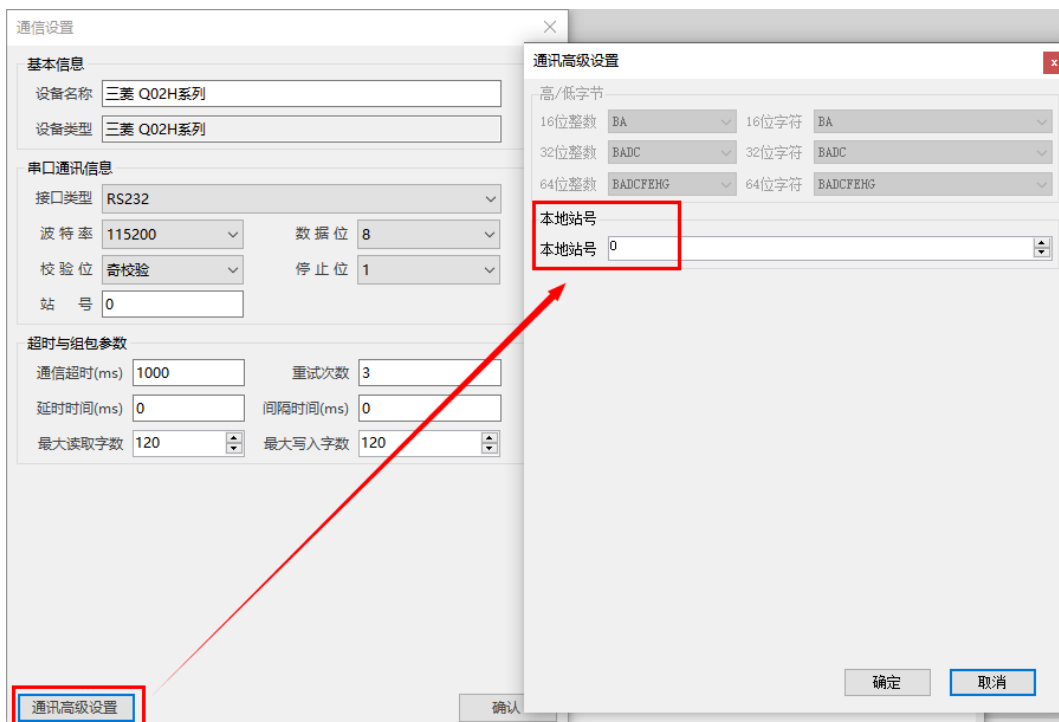 通信设置
基本信息
设备名称 三菱 Q02H系列
设备类型 三菱 Q02H系列
串口通讯信息
接口类型 RS232
波特率 115200 数据位 8
校验位 奇校验 停止位 1
站 号 0
超时与组包参数
通信超时(ms) 1000 重试次数 3
延时时间(ms) 0 间隔时间(ms) 0
最大读取字数 120 最大写入字数 120
通讯高级设置 确认
通讯高级设置 x
高/低字节
16位整数 BA 16位字符 BA
32位整数 BADC 32位字符 BADC
64位整数 BADCFEHG 64位字符 BADCFEHG
本地站号
本地站号 0
确定 取消